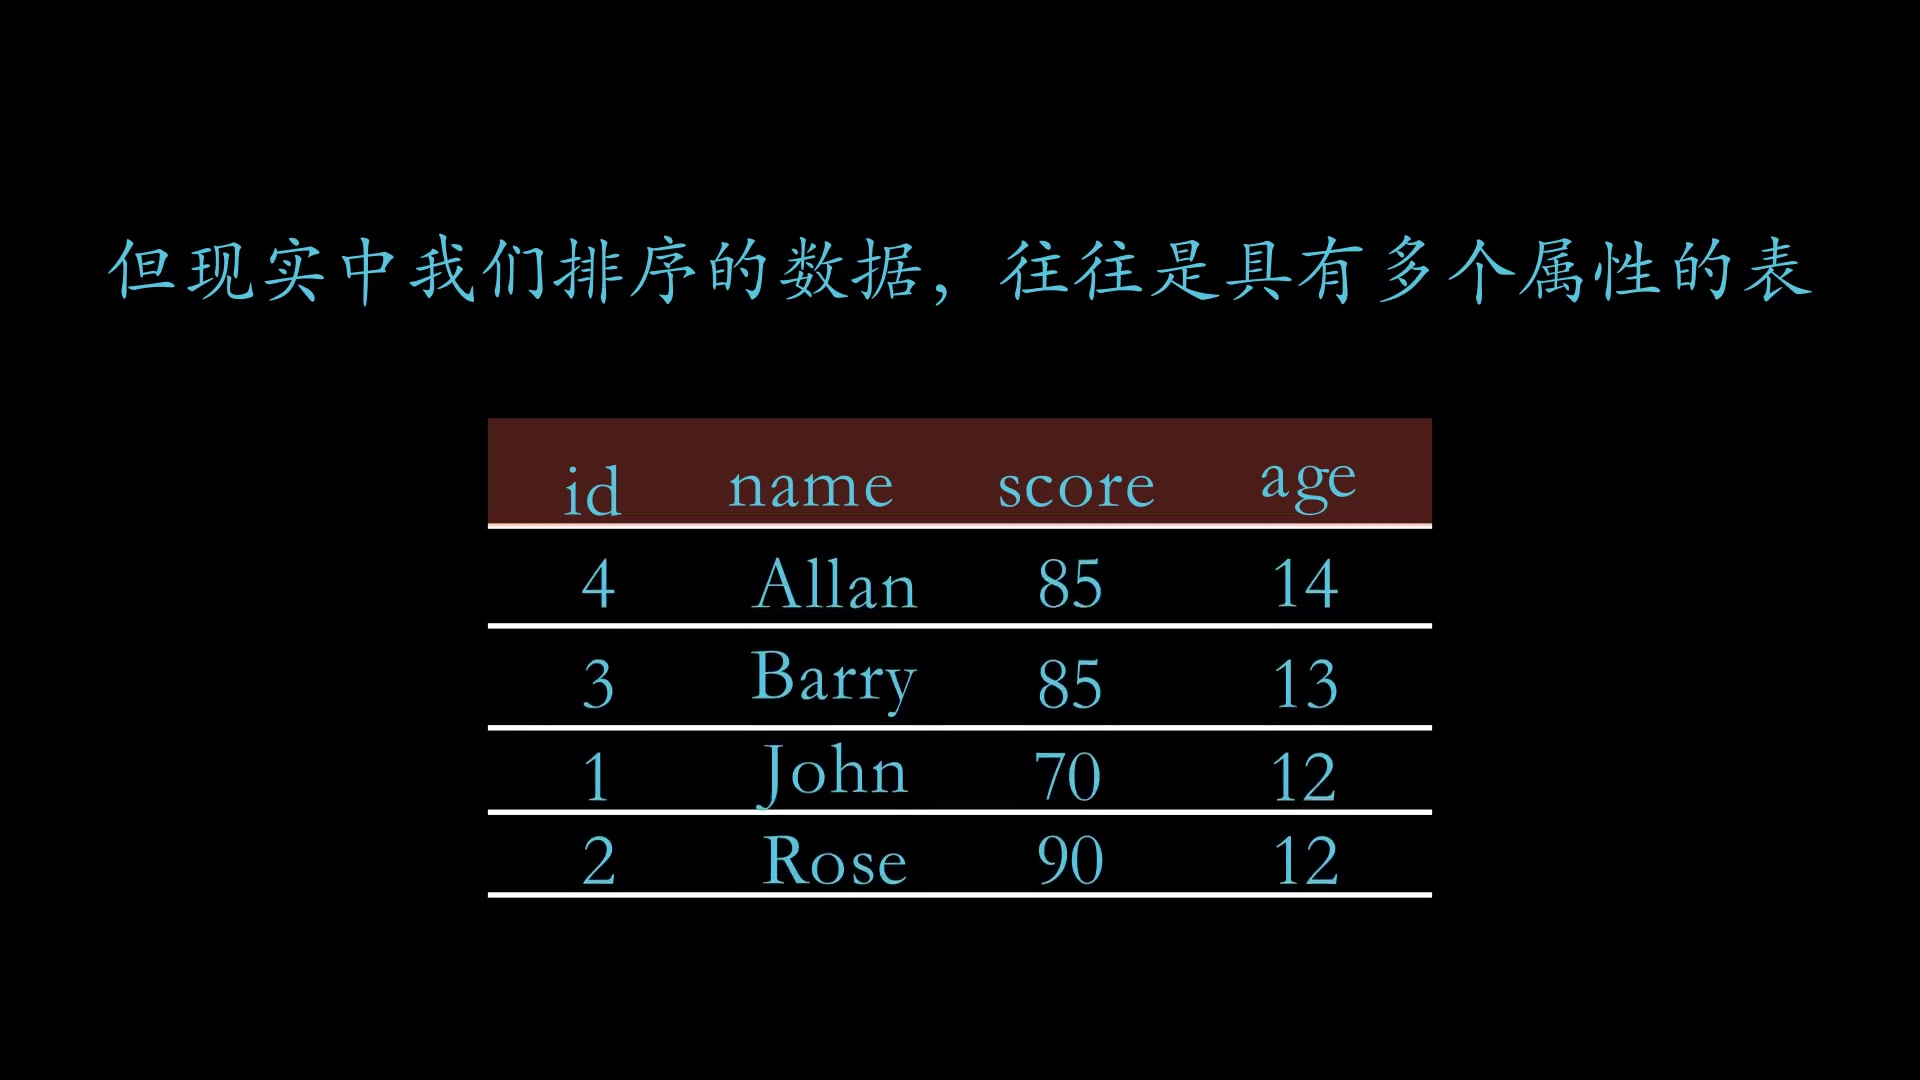 但现实中我们排序的数据，往往是具有多个属性的表
id name score age
4 Allan 85 14
3 Barry 85 13
1 John 70 12
2 Rose 90 12